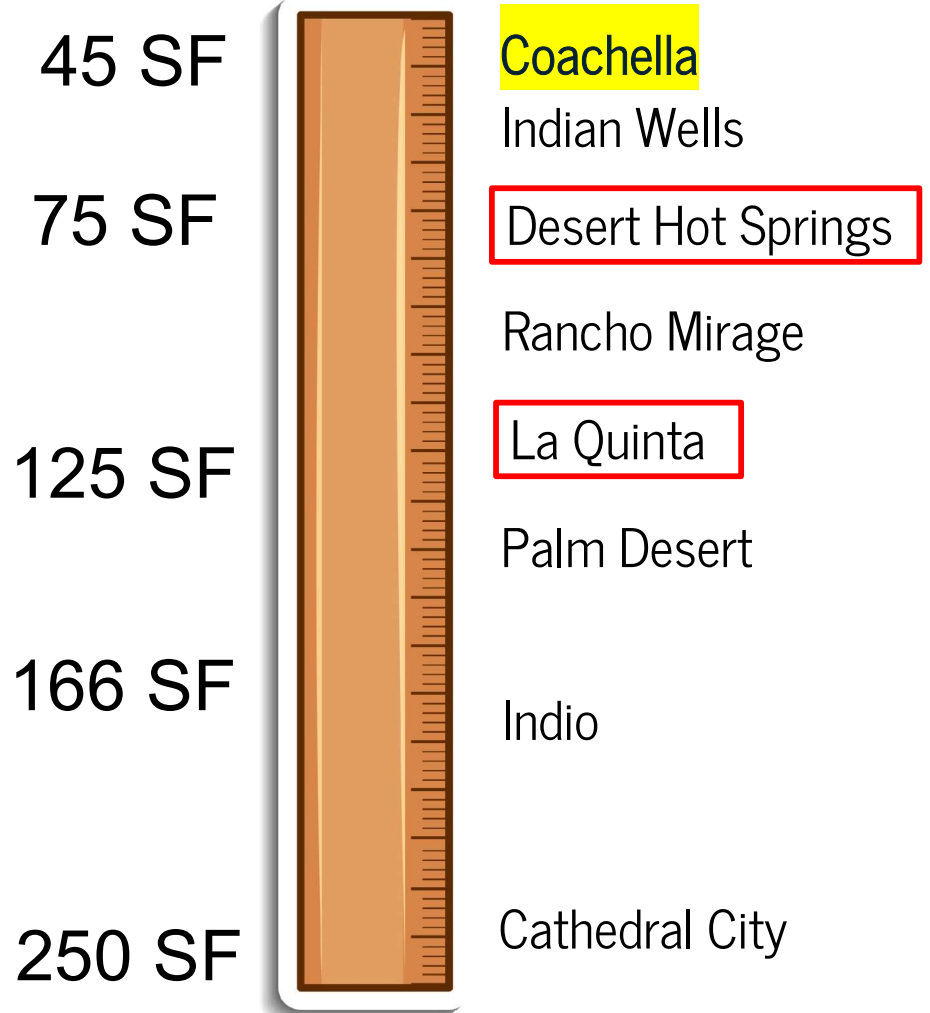 45 SF
Coachella
Indian Wells
75 SF
Desert Hot Springs
Rancho Mirage
La Quinta
125 SF
Palm Desert
166 SF
Indio
Cathedral City
250 SF